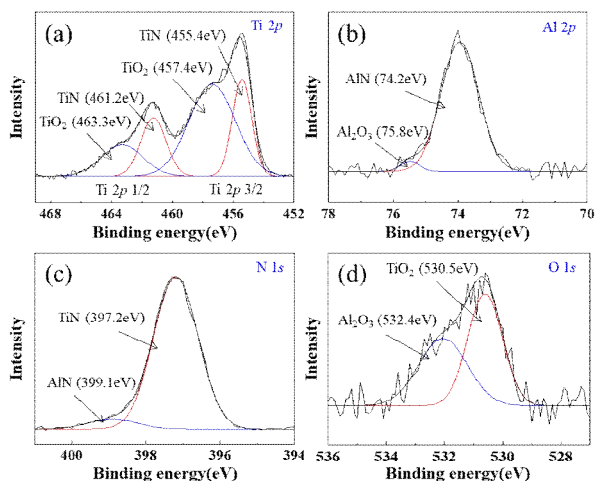 (a) Ti 2p
TiN (455.4eV)
TiO2 (457.4eV)
TiN (461.2eV)
TiO2 (463.3eV)
Ti 2p 1/2 Ti 2p 3/2
468 464 460 456 452
Binding energy(eV)
Intensity
(b) Al 2p
AlN (74.2eV)
Al2O3 (75.8eV)
78 76 74 72 70
Binding energy(eV)
Intensity
(c) N 1s
TiN (397.2eV)
AlN (399.1eV)
400 398 396 394
Binding energy(eV)
Intensity
(d) O 1s
TiO2 (530.5eV)
Al2O3 (532.4eV)
536 534 532 530 528
Binding energy(eV)
Intensity